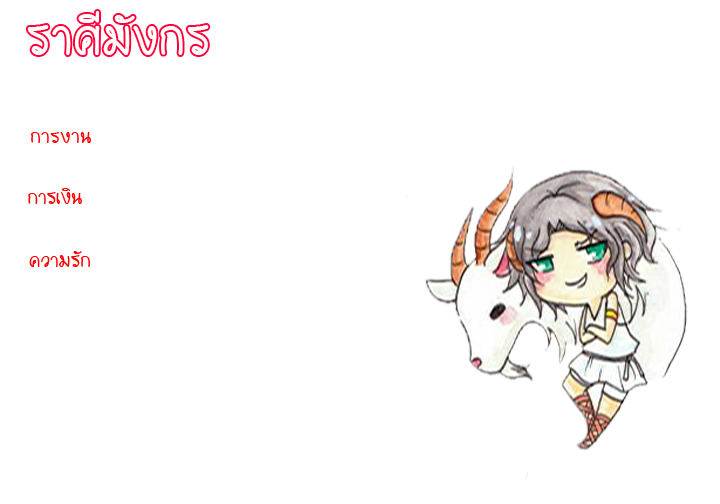 ราศีมังกร
การงาน
การเงิน
ความรัก